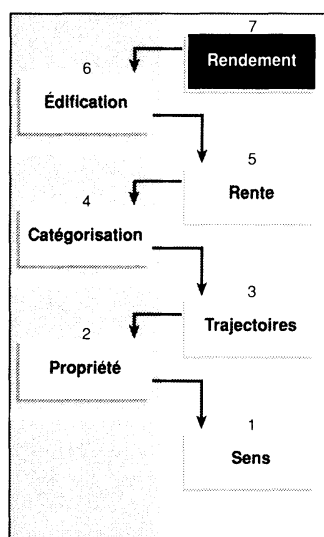 7
Rendement
6
Édification
5
Rente
4
Catégorisation
3
Trajectoires
2
Propriété
1
Sens